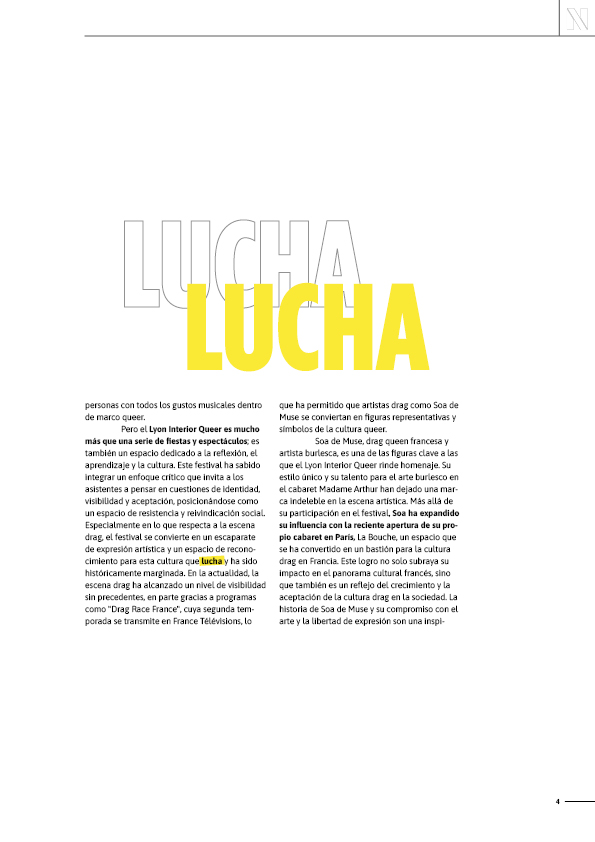 N
LUCHA
LUCHA
personas con todos los gustos musicales dentro
de marco queer.
Pero el Lyon Interior Queer es mucho
más que una serie de fiestas y espectáculos; es
también un espacio dedicado a la reflexión, el
aprendizaje y la cultura. Este festival ha sabido
integrar un enfoque crítico que invita a los
asistentes a pensar en cuestiones de identidad,
visibilidad y aceptación, posicionándose como
un espacio de resistencia y reivindicación social.
Especialmente en lo que respecta a la escena
drag, el festival se convierte en un escaparate
de expresión artística y un espacio de recono-
cimiento para esta cultura que lucha y ha sido
históricamente marginada. En la actualidad, la
escena drag ha alcanzado un nivel de visibilidad
sin precedentes, en parte gracias a programas
como "Drag Race France", cuya segunda tem-
porada se transmite en France Télévisions, lo
que ha permitido que artistas drag como Soa de
Muse se conviertan en figuras representativas y
símbolos de la cultura queer.
Soa de Muse, drag queen francesa y
artista burlesca, es una de las figuras clave a las
que el Lyon Interior Queer rinde homenaje. Su
estilo único y su talento para el arte burlesco en
el cabaret Madame Arthur han dejado una mar-
ca indeleble en la escena artística. Más allá de
su participación en el festival, Soa ha expandido
su influencia con la reciente apertura de su pro-
pio cabaret en París, La Bouche, un espacio que
se ha convertido en un bastión para la cultura
drag en Francia. Este logro no solo subraya su
impacto en el panorama cultural francés, sino
que también es un reflejo del crecimiento y la
aceptación de la cultura drag en la sociedad. La
historia de Soa de Muse y su compromiso con el
arte y la libertad de expresión son una inspi-
4